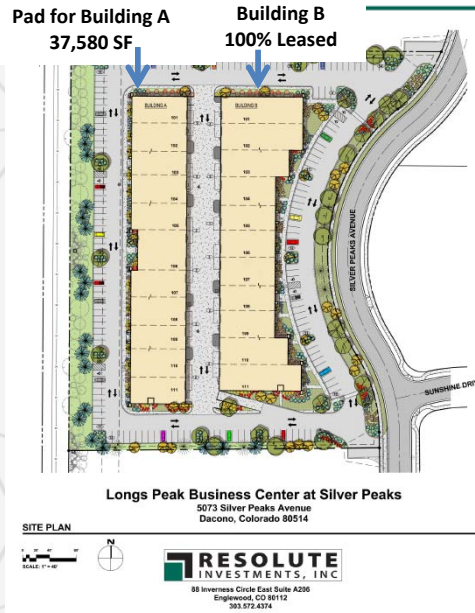 Pad for Building A
37,580 SF
Building B
100% Leased
BUILDING A
BUILDING B
101
102
103
104
105
106
107
108
109
110
111
101
102
103
104
105
106
107
108
109
110
111
SILVER PEAKS AVENUE
SUNSHINE DRIVE
Longs Peak Business Center at Silver Peaks
5073 Silver Peaks Avenue
Dacono, Colorado 80514
SITE PLAN
N
SCALE: 1" = 40'
RESOLUTE
INVESTMENTS, INC
88 Inverness Circle East Suite A206
Englewood, CO 80112
303.572.4374